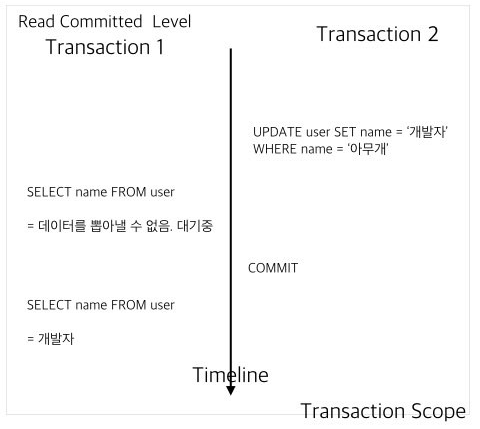 Read Committed  Level
Transaction 1
Transaction 2
UPDATE user SET name = ‘개발자’
WHERE name = ‘아무개’
SELECT name FROM user
= 데이터를 뽑아낼 수 없음. 대기중
COMMIT
SELECT name FROM user
= 개발자
Timeline
Transaction Scope